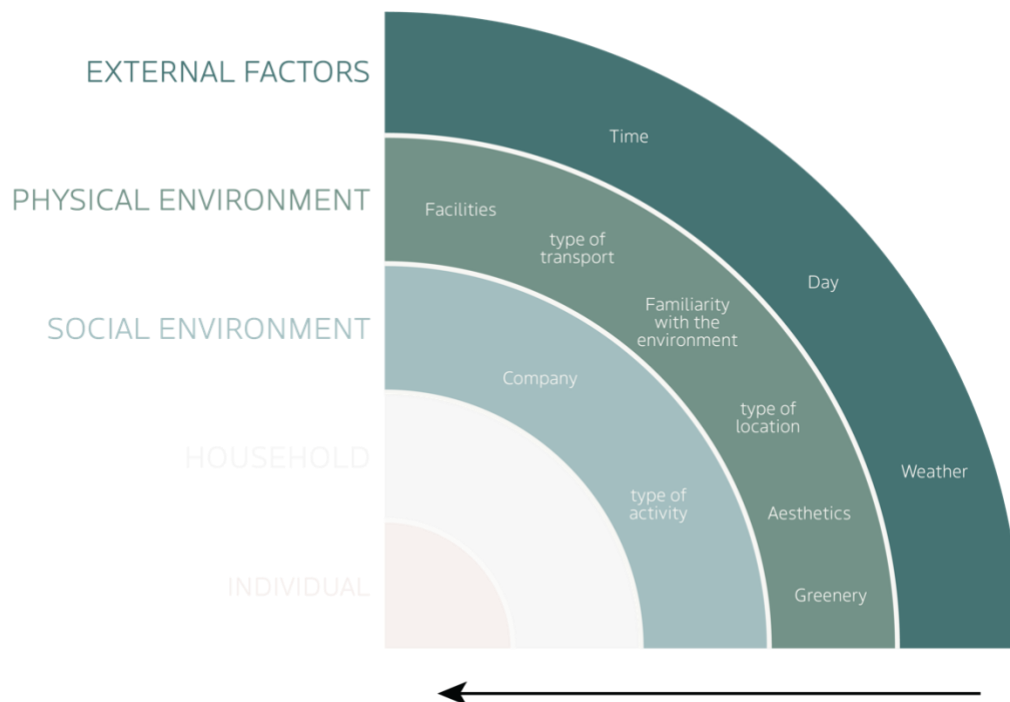 EXTERNAL FACTORS
Time
PHYSICAL ENVIRONMENT
Facilities
type of
transport
Day
Familiarity
with the
environment
SOCIAL ENVIRONMENT
Company
type of
location
HOUSEHOLD
Weather
type of
activity
Aesthetics
INDIVIDUAL
Greenery